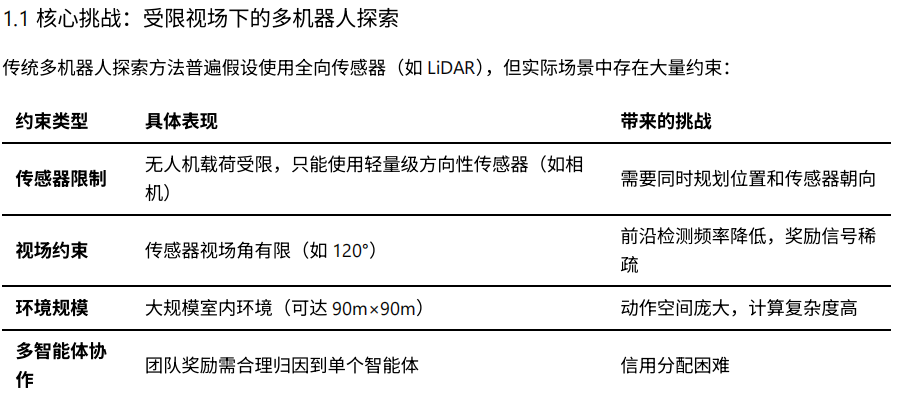 1.1 核心挑战：受限视场下的多机器人探索
传统多机器人探索方法普遍假设使用全向传感器（如 LiDAR），但实际场景中存在大量约束：
约束类型 具体表现 带来的挑战
传感器限制 无人机载荷受限，只能使用轻量级方向性传感器（如相
机） 需要同时规划位置和传感器朝向
视场约束 传感器视场角有限（如 120°） 前沿检测频率降低，奖励信号稀
疏
环境规模 大规模室内环境（可达 90m×90m） 动作空间庞大，计算复杂度高
多智能体协
作 团队奖励需合理归因到单个智能体 信用分配困难